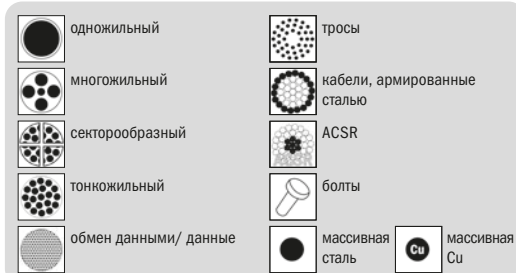 одножильный
многожильный
секторообразный
тонкожильный
обмен данными/ данные
тросы
кабели, армированные
сталью
ACSR
болты
массивная
сталь
Cu
массивная
Cu